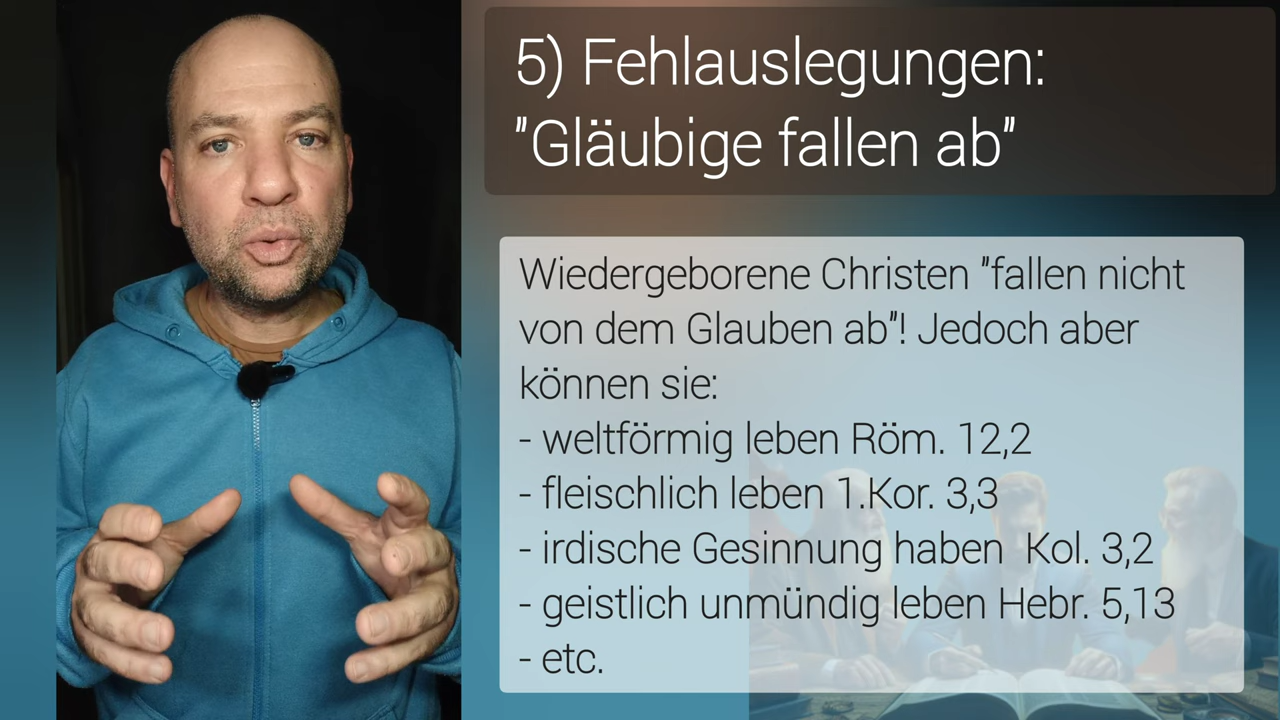 5) Fehlauslegungen:
"Gläubige fallen ab"
Wiedergeborene Christen "fallen nicht
von dem Glauben ab"! Jedoch aber
können sie:
- weltförmig leben Röm. 12,2
- fleischlich leben 1.Kor. 3,3
- irdische Gesinnung haben Kol. 3,2
- geistlich unmündig leben Hebr. 5,13
- etc.